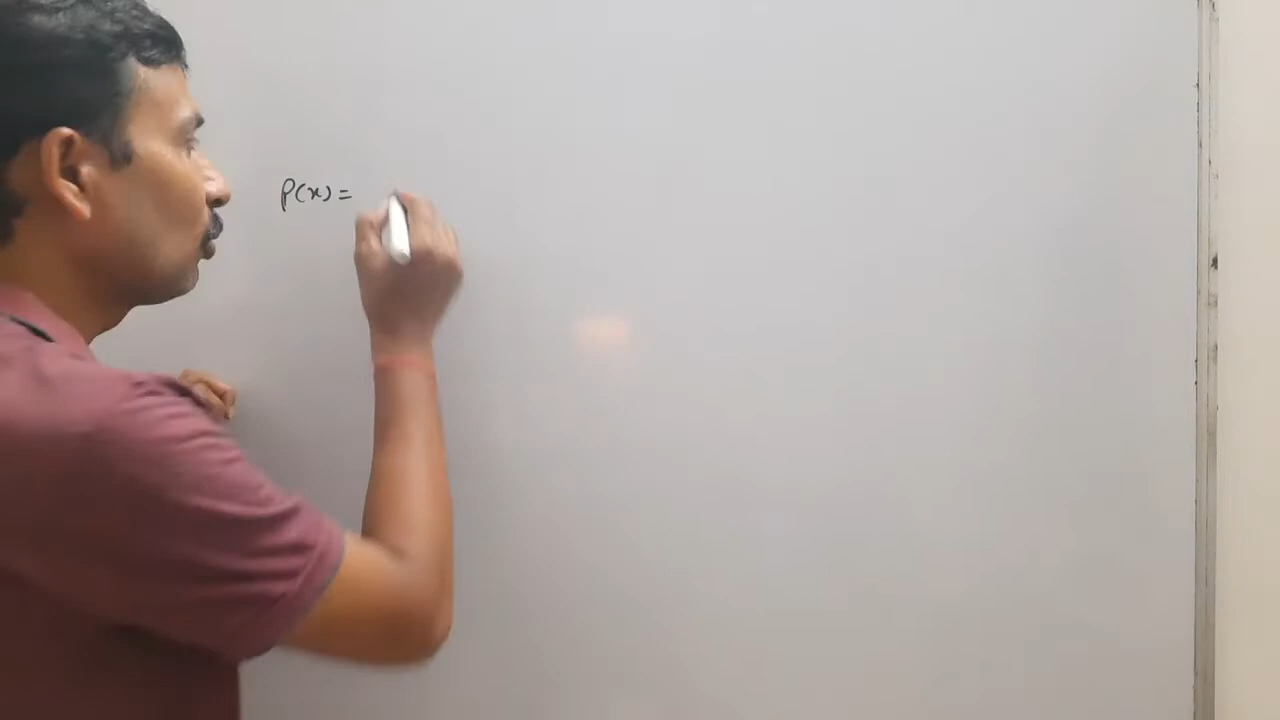 P(x) =